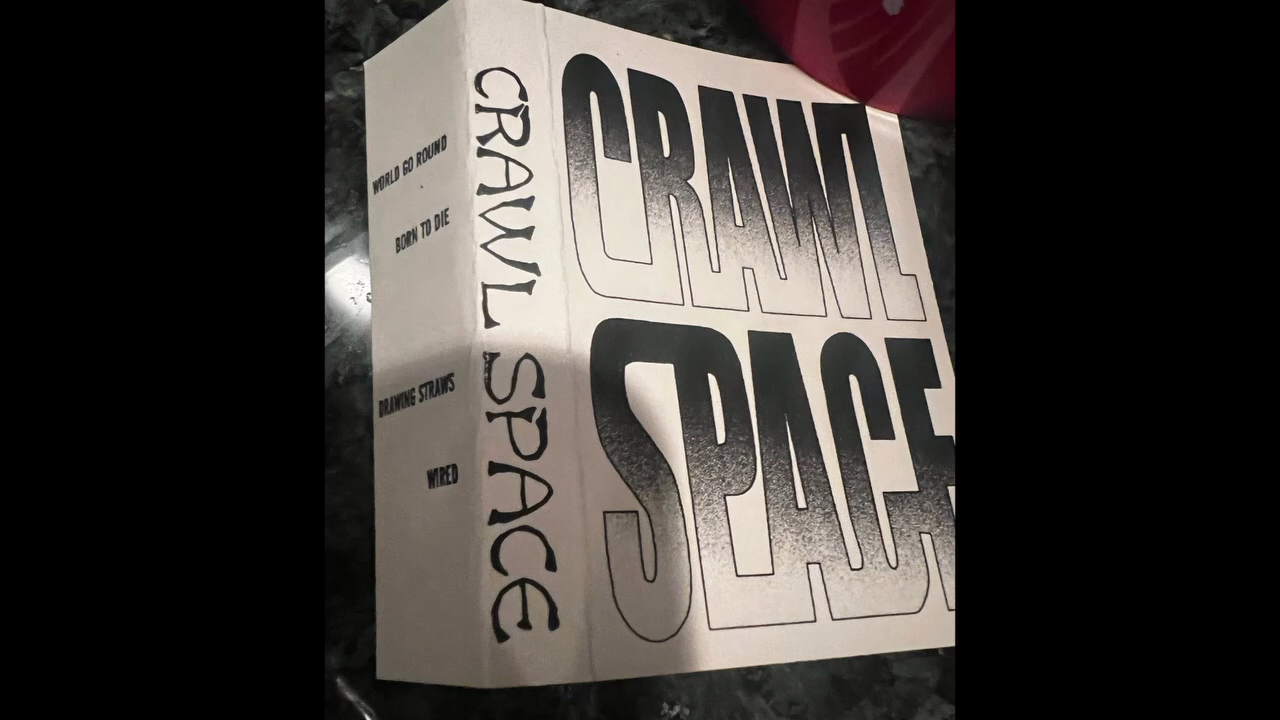 WORLD GO ROUND
BORN TO DIE
DRAWING STRAWS
WIRED
CRAWL SPACE
CRAWL
SPACE